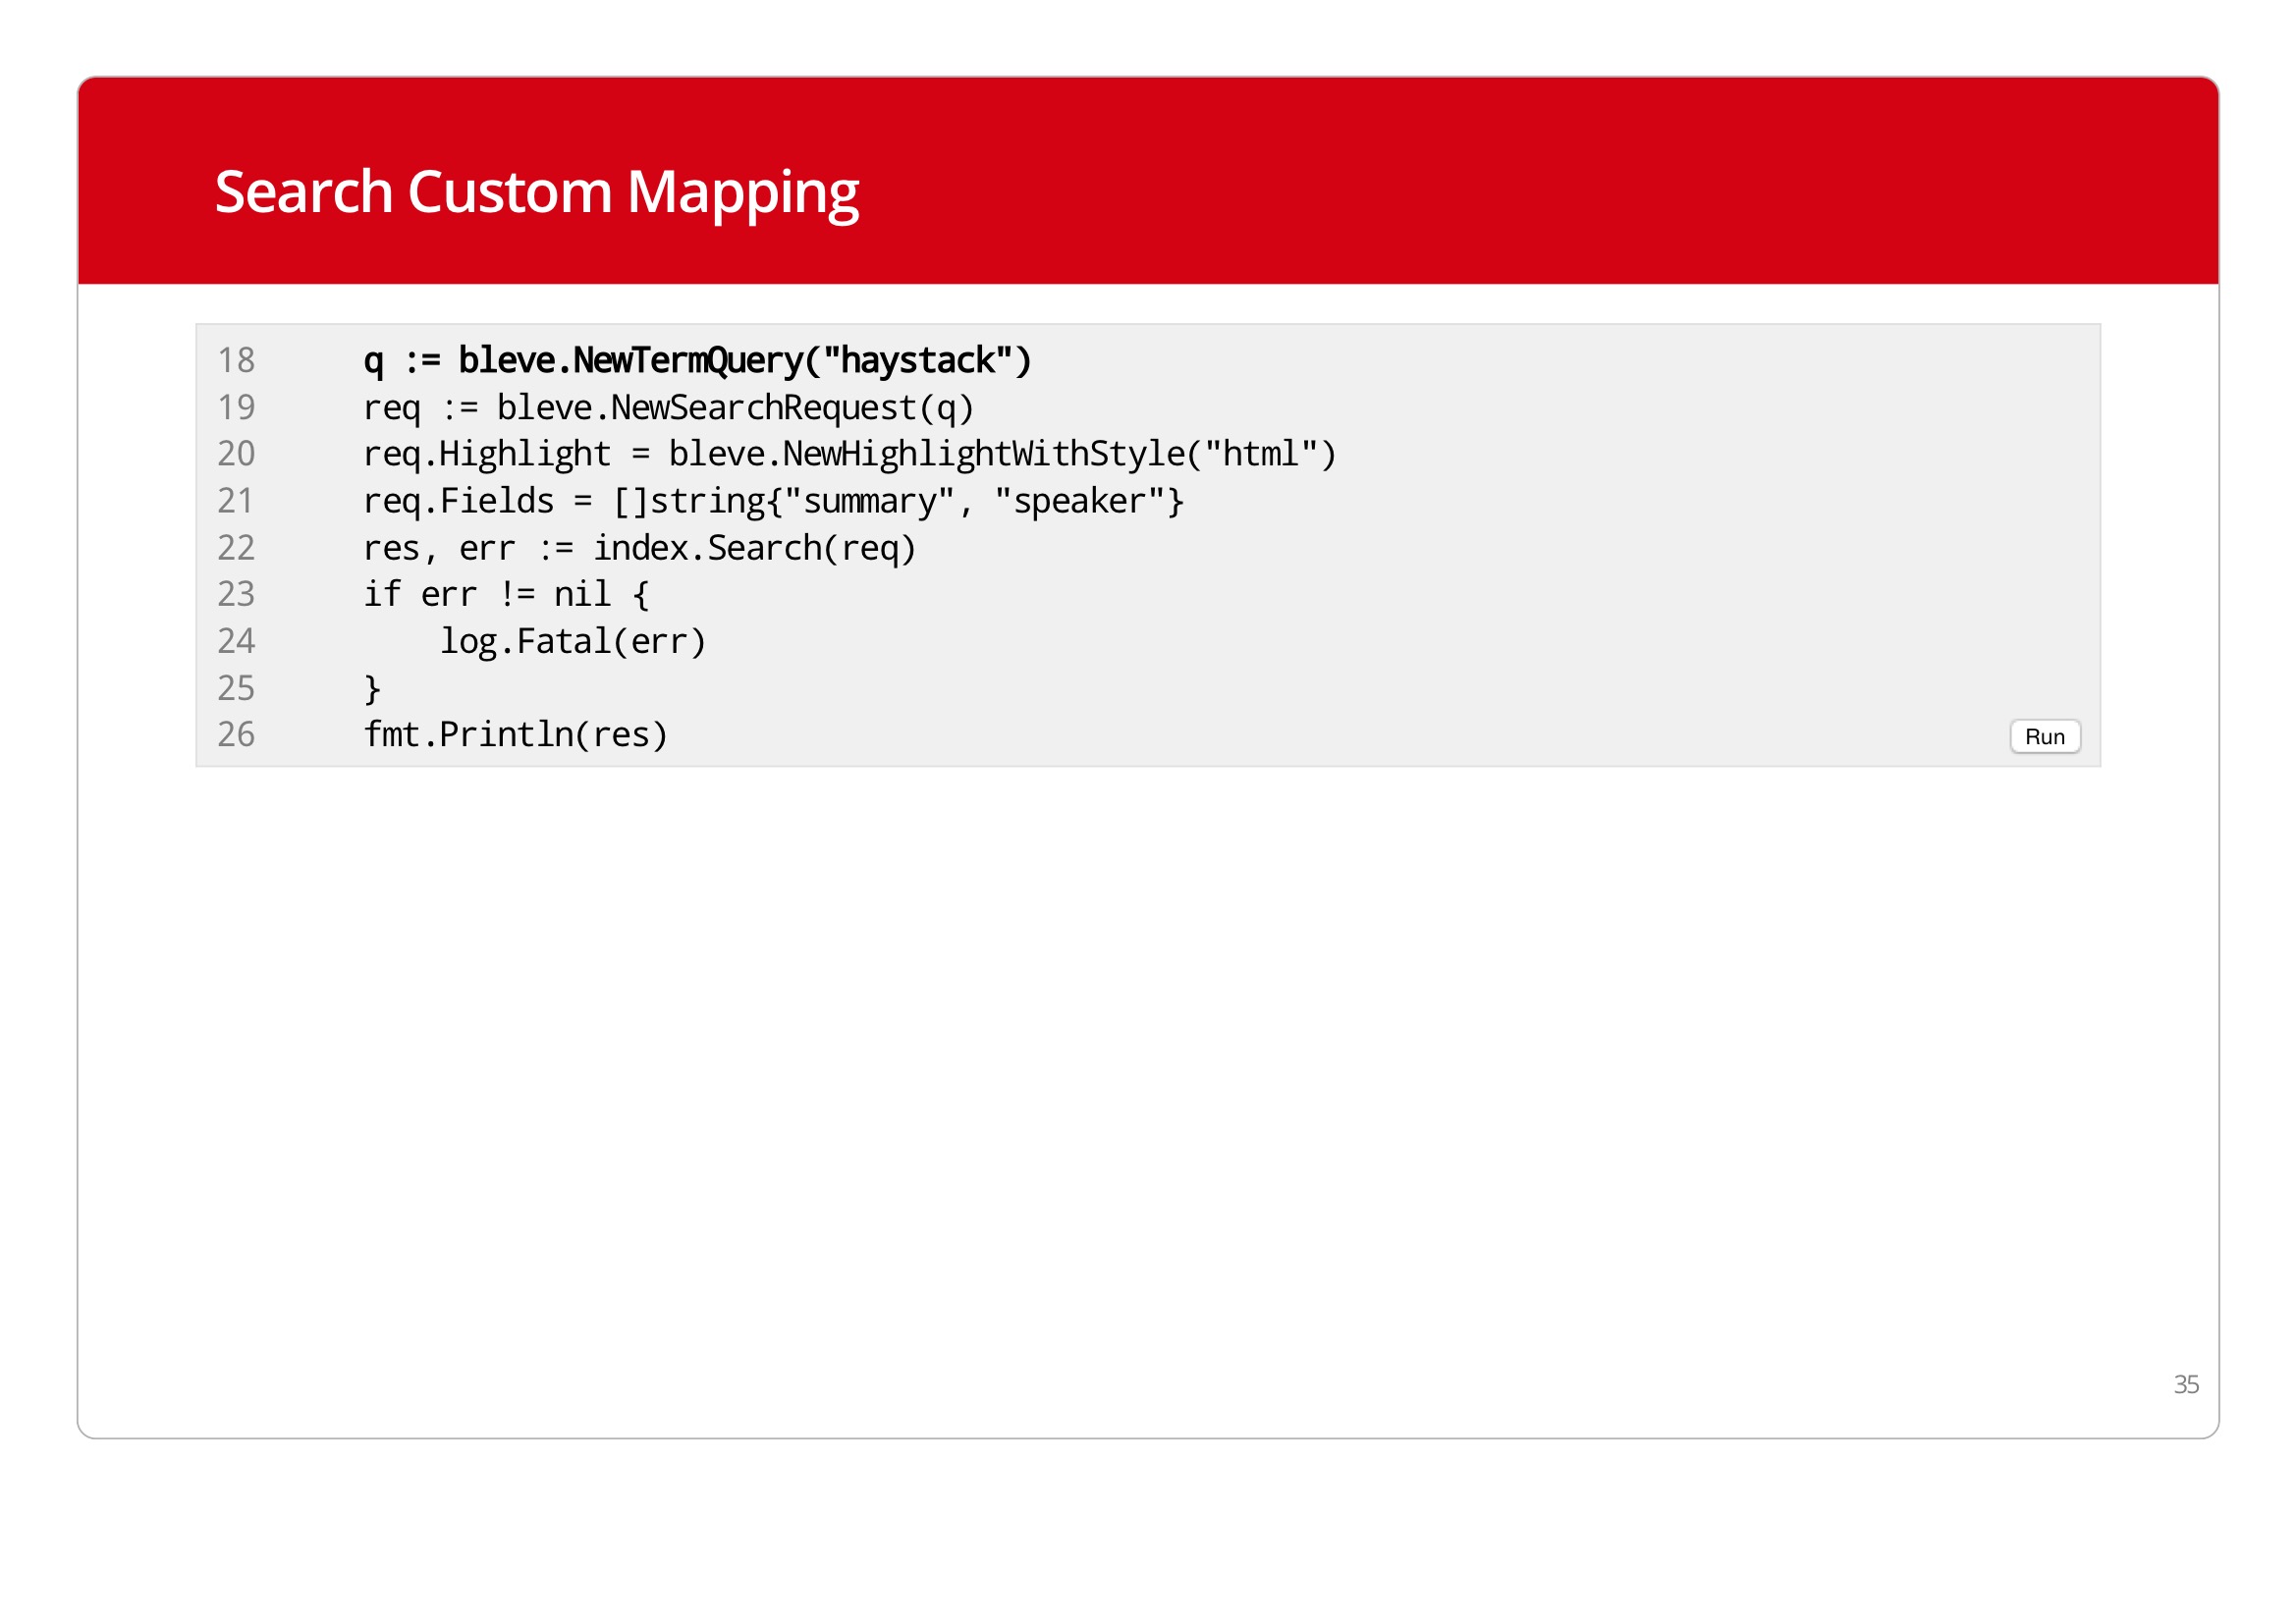 Search Custom Mapping
18 q := bleve.NewTermQuery("haystack")
19 req := bleve.NewSearchRequest(q)
20 req.Highlight = bleve.NewHighlightWithStyle("html")
21 req.Fields = []string{"summary", "speaker"}
22 res, err := index.Search(req)
23 if err != nil {
24 log.Fatal(err)
25 }
26 fmt.Println(res)
Run
35